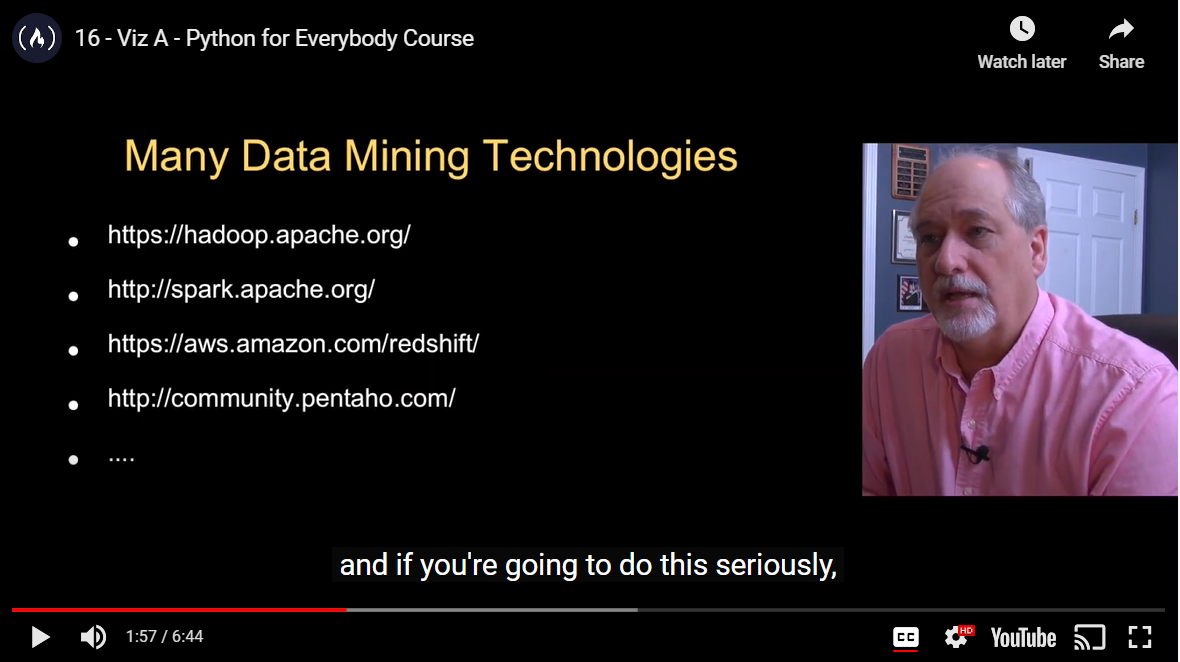 16 - Viz A - Python for Everybody Course
Watch later
Share
Many Data Mining Technologies
https://hadoop.apache.org/
http://spark.apache.org/
https://aws.amazon.com/redshift/
http://community.pentaho.com/
....
and if you're going to do this seriously,
1:57 / 6:44
CC
HD
YouTube